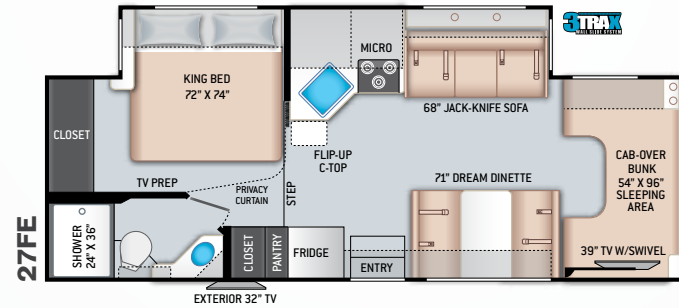 3TRAX
WALL SLIDE SYSTEM
MICRO
KING BED
72" X 74"
68" JACK-KNIFE SOFA
CLOSET
FLIP-UP
C-TOP
CAB-OVER
BUNK
54" X 96"
SLEEPING
AREA
TV PREP
PRIVACY
CURTAIN
STEP
71" DREAM DINETTE
27FE
SHOWER
24" X 36"
CLOSET
PANTRY
FRIDGE
ENTRY
39" TV W/SWIVEL
EXTERIOR 32" TV